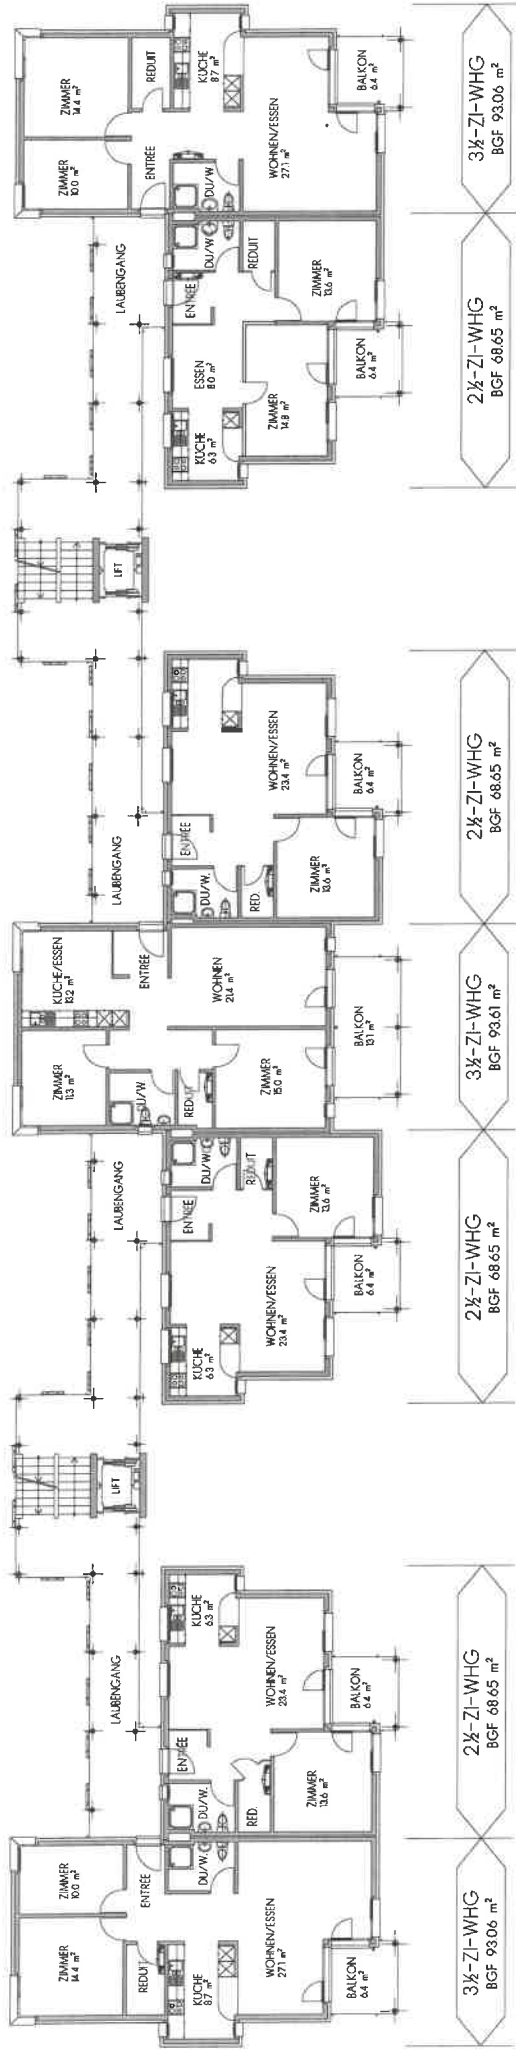 ZIMMER
14.4 m²
ZIMMER
10.0 m²
REDUIT
ENTRÉE
KÜCHE
8.7 m²
DU/W.
WOHNEN/ESSEN
27.1 m²
BALKON
6.4 m²
3½-ZI-WHG
BGF 93.06 m²
LAUBENGANG
DU/W.
ENTRÉE
KÜCHE
6.3 m²
RED.
WOHNEN/ESSEN
23.4 m²
ZIMMER
13.6 m²
BALKON
6.4 m²
2½-ZI-WHG
BGF 68.65 m²
LIFT
LAUBENGANG
KÜCHE
6.3 m²
ENTRÉE
DU/W.
WOHNEN/ESSEN
23.4 m²
REDUIT
ZIMMER
13.6 m²
BALKON
6.4 m²
2½-ZI-WHG
BGF 68.65 m²
ZIMMER
11.3 m²
KÜCHE/ESSEN
13.2 m²
DU/W.
ENTRÉE
REDUIT
ZIMMER
15.0 m²
WOHNEN
21.4 m²
BALKON
13.1 m²
3½-ZI-WHG
BGF 93.61 m²
LAUBENGANG
ENTRÉE
DU/W.
RED.
WOHNEN/ESSEN
23.4 m²
ZIMMER
13.6 m²
BALKON
6.4 m²
2½-ZI-WHG
BGF 68.65 m²
LIFT
LAUBENGANG
KÜCHE
6.3 m²
ESSEN
8.0 m²
ENTRÉE
DU/W.
REDUIT
ZIMMER
14.8 m²
ZIMMER
13.6 m²
BALKON
6.4 m²
2½-ZI-WHG
BGF 68.65 m²
ZIMMER
10.0 m²
ZIMMER
14.4 m²
ENTRÉE
REDUIT
DU/W.
KÜCHE
8.7 m²
WOHNEN/ESSEN
27.1 m²
BALKON
6.4 m²
3½-ZI-WHG
BGF 93.06 m²